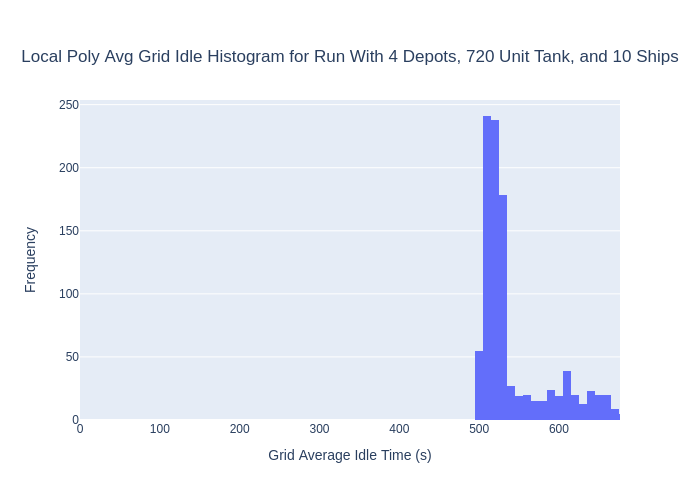 Local Poly Avg Grid Idle Histogram for Run With 4 Depots, 720 Unit Tank, and 10 Ships
250
200
150
100
50
0
Frequency
0 100 200 300 400 500 600
Grid Average Idle Time (s)